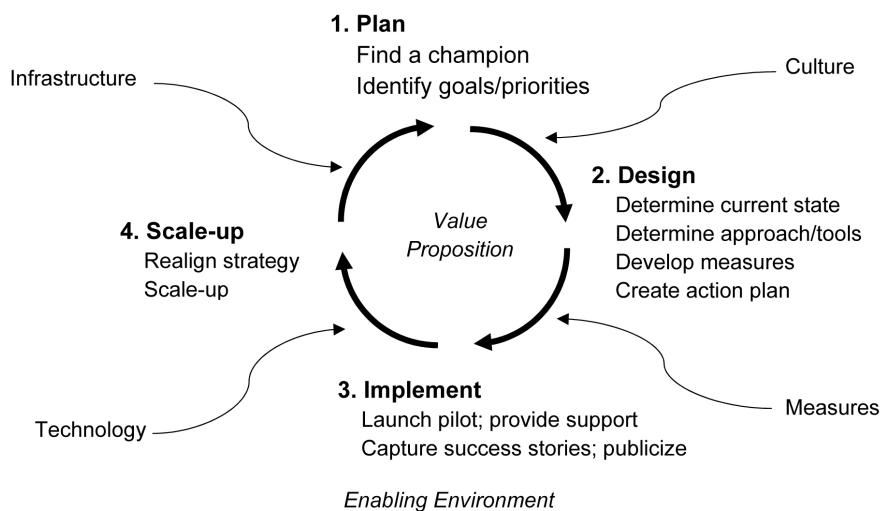 1. Plan
Find a champion
Identify goals/priorities
Infrastructure
Culture
2. Design
Determine current state
Determine approach/tools
Develop measures
Create action plan
Value
Proposition
4. Scale-up
Realign strategy
Scale-up
3. Implement
Launch pilot; provide support
Capture success stories; publicize
Technology
Measures
Enabling Environment